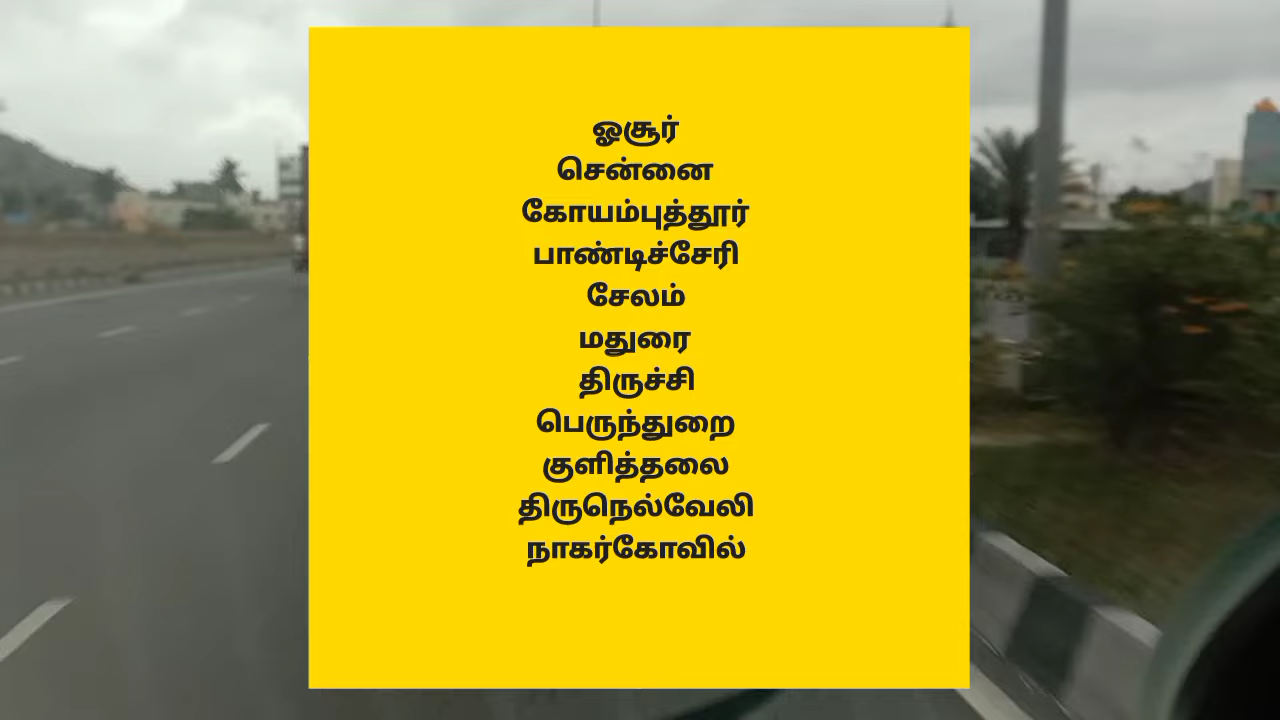 ஓசூர்
சென்னை
கோயம்புத்தூர்
பாண்டிச்சேரி
சேலம்
மதுரை
திருச்சி
பெருந்துறை
குளித்தலை
திருநெல்வேலி
நாகர்கோவில்